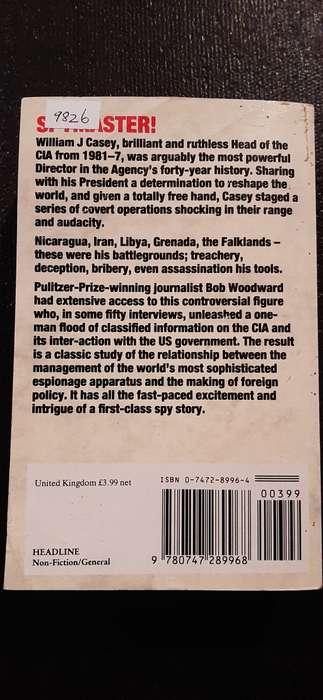 9826
S
ASTER!
William J Casey, brilliant and ruthless Head of the
CIA from 1981–7, was arguably the most powerful
Director in the Agency's forty-year history. Sharing
with his President a determination to reshape the
world, and given a totally free hand, Casey staged a
series of covert operations shocking in their range
and audacity.
Nicaragua, Iran, Libya, Grenada, the Falklands –
these were his battlegrounds; treachery,
deception, bribery, even assassination his tools.
Pulitzer-Prize-winning journalist Bob Woodward
had extensive access to this controversial figure
who, in some fifty interviews, unleashed a one-
man flood of classified information on the CIA and
its inter-action with the US government. The result
is a classic study of the relationship between the
management of the world's most sophisticated
espionage apparatus and the making of foreign
policy. It has all the fast-paced excitement and
intrigue of a first-class spy story.
United Kingdom £3.99 net
ISBN 0-7472-8996-4
00399
9 780747 289968
HEADLINE
Non-Fiction/General